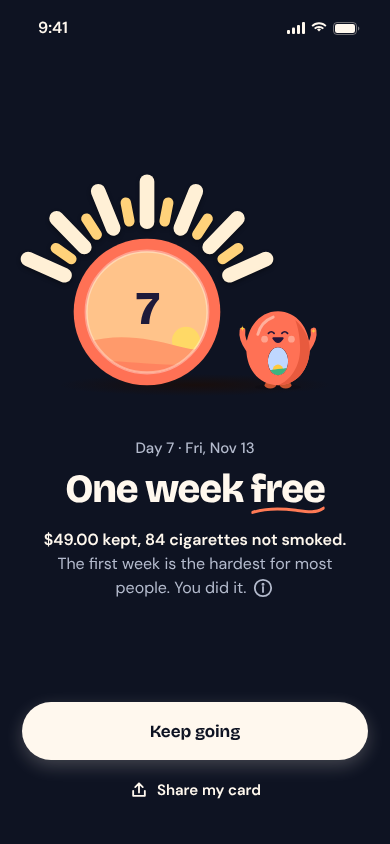 9:41
7
Day 7 · Fri, Nov 13
One week free
$49.00 kept, 84 cigarettes not smoked.
The first week is the hardest for most
people. You did it.
Keep going
Share my card